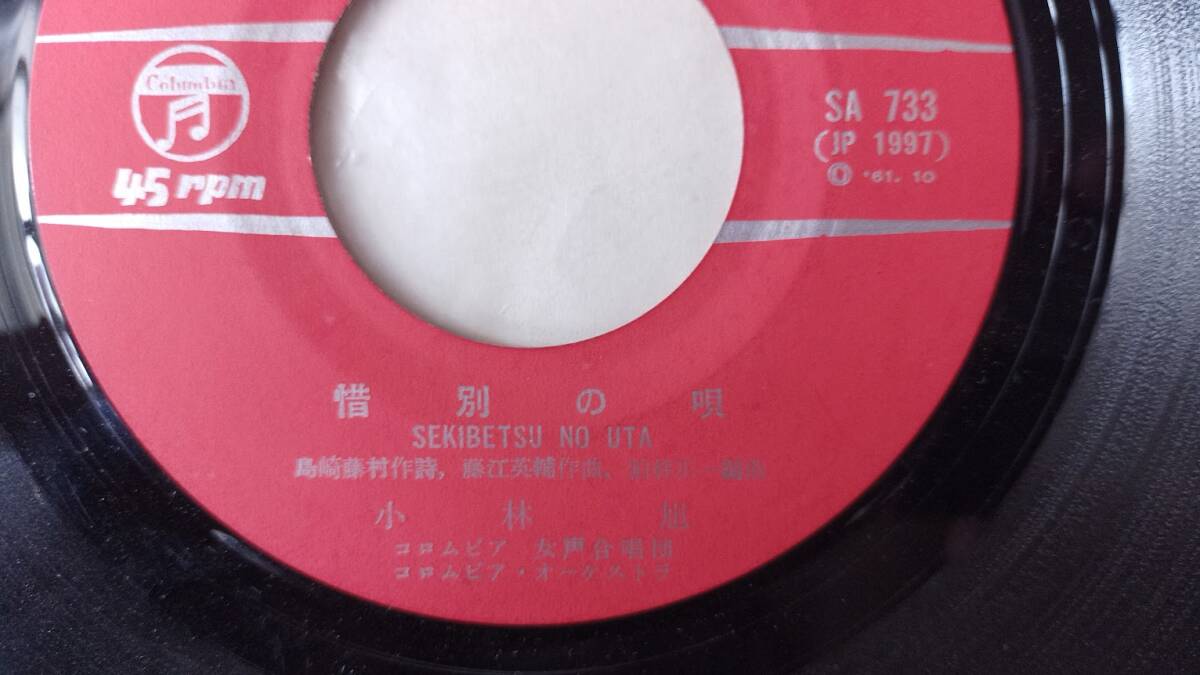 Columbia
45 rpm
SA 733
(JP 1997)
Ⓒ '61. 10
惜別の唄
SEKIBETSU NO UTA
島崎藤村作詩, 藤江英輔作曲,
小林旭
コロムビア 女声合唱団
コロムビア・オーケストラ